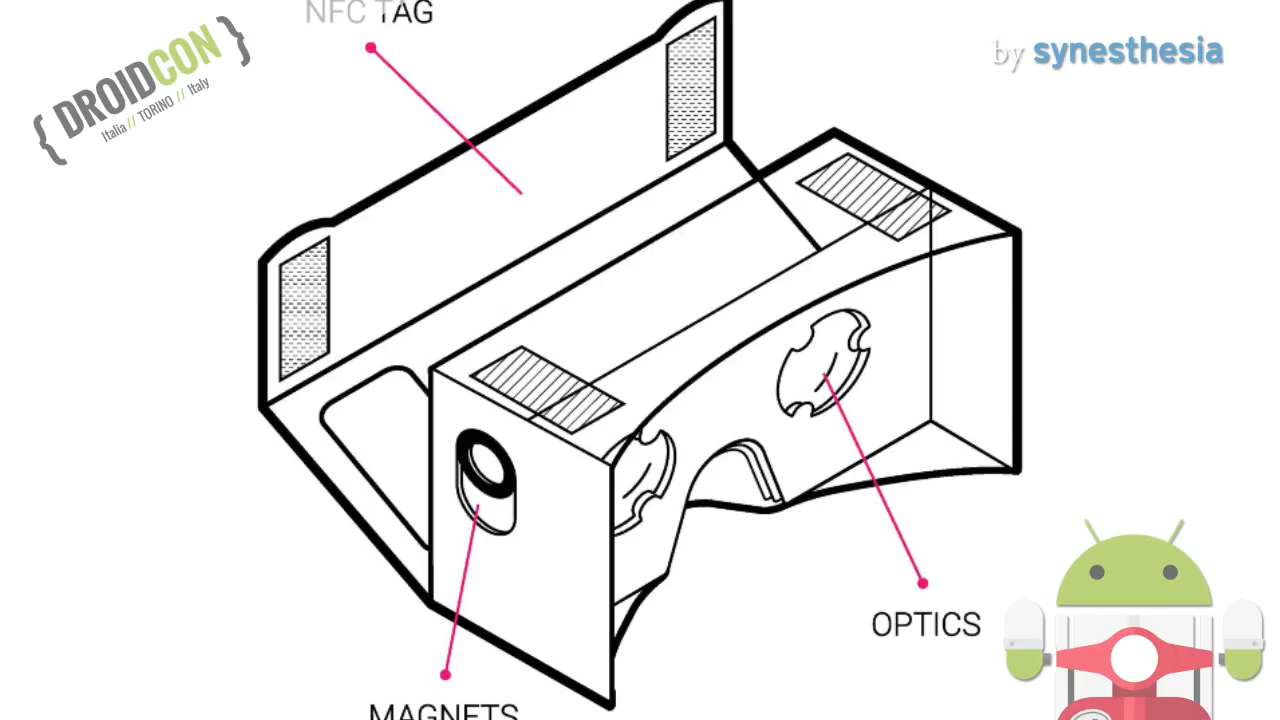 NFC TAG
{ DROIDCON }
Italia // TORINO // Italy
by synesthesia
OPTICS
MAGNETS